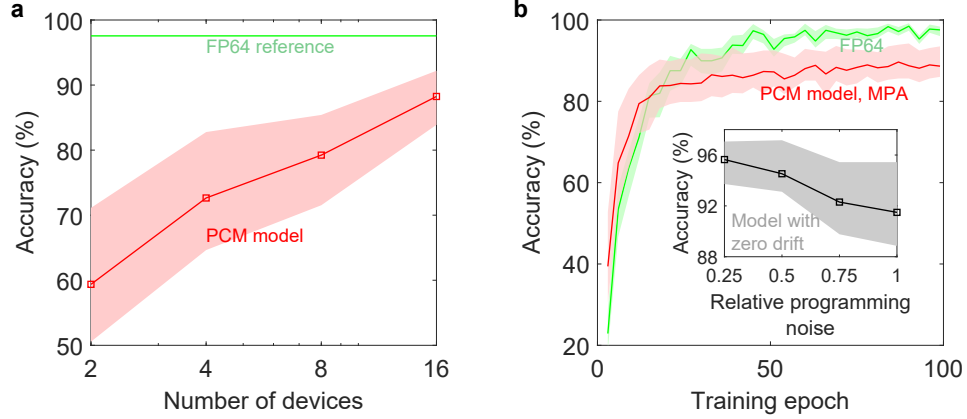 a
100
90
80
70
60
50
Accuracy (%)
FP64 reference
PCM model
2
4
8
16
Number of devices
b
100
80
60
40
20
Accuracy (%)
FP64
PCM model, MPA
96
92
88
Accuracy (%)
Model with
zero drift
0.25
0.5
0.75
1
Relative programming
noise
0
50
100
Training epoch